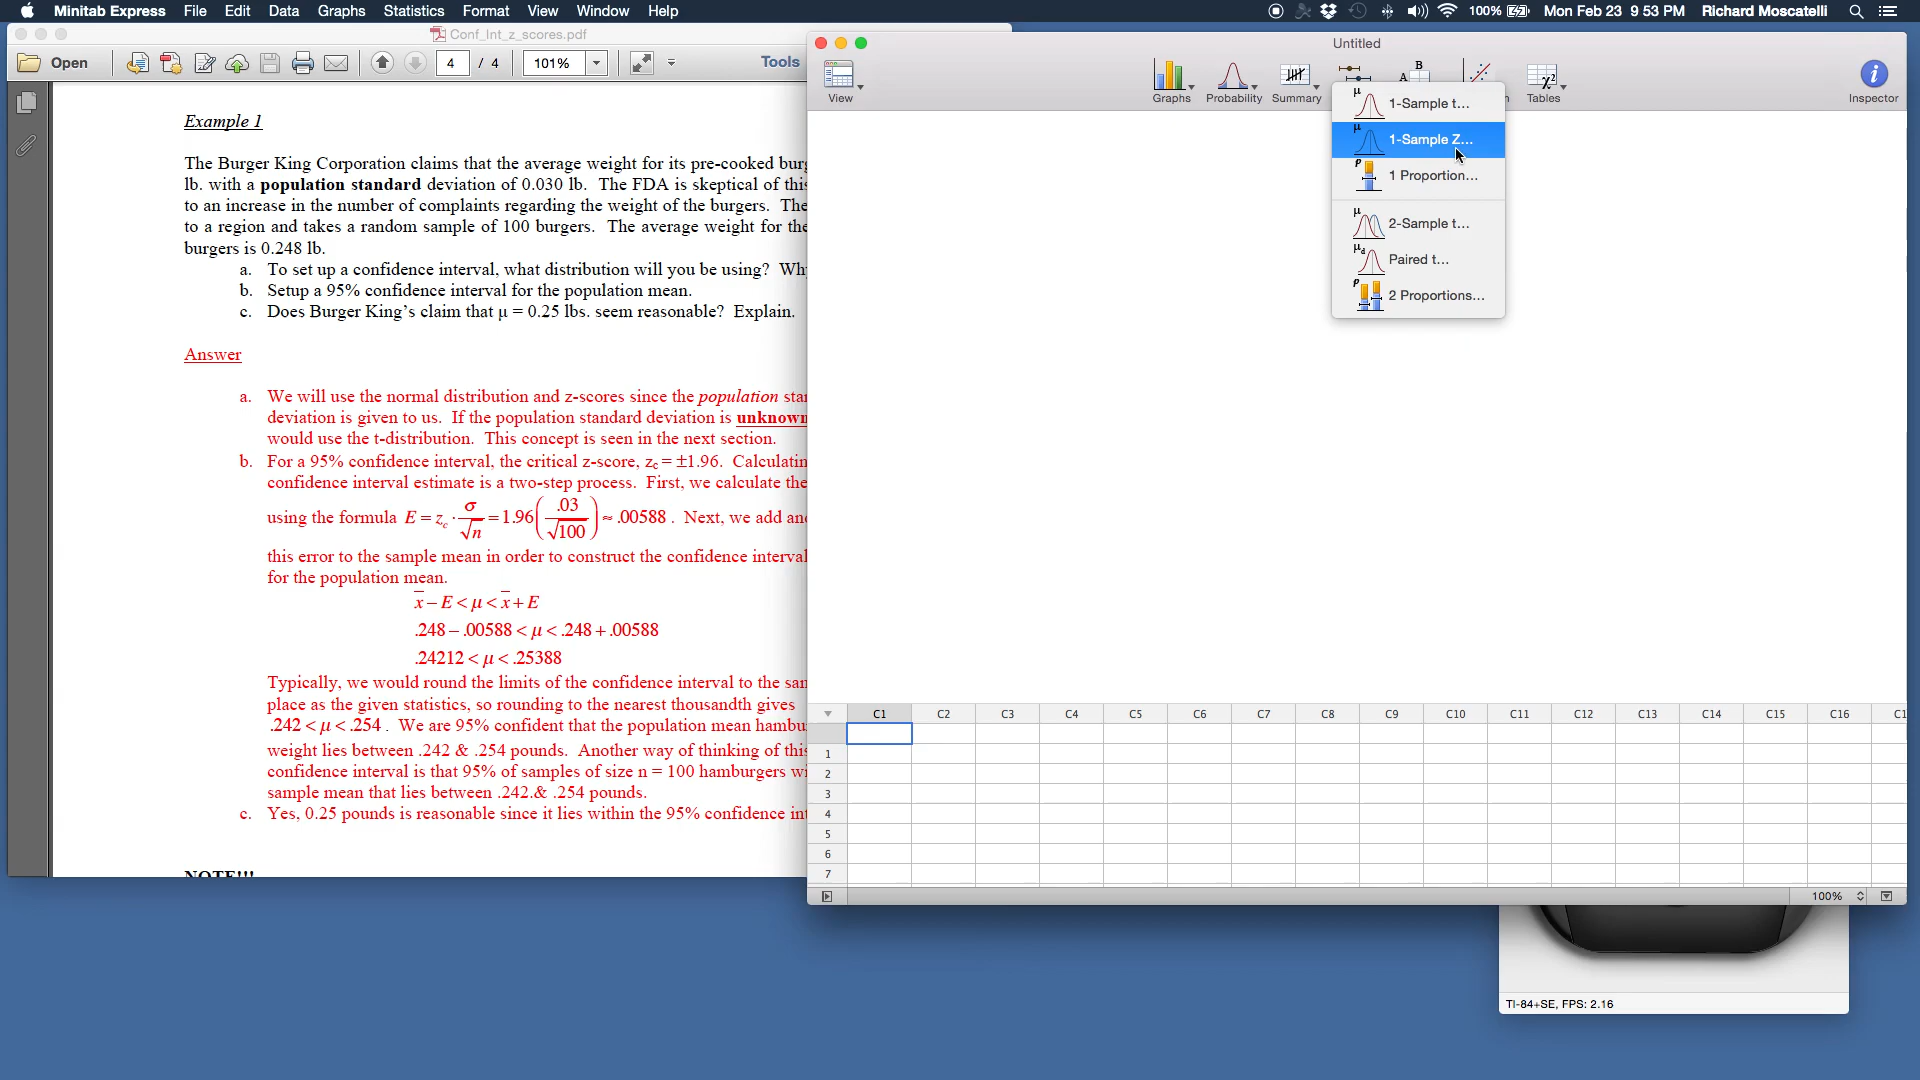 Minitab Express File Edit Data Graphs Statistics Format View Window Help 100% Mon Feb 23 9 53 PM Richard Moscatelli
Conf_Int_z_scores.pdf
Open 4 / 4 101% Tools
Example 1
The Burger King Corporation claims that the average weight for its pre-cooked
lb. with a population standard deviation of 0.030 lb. The FDA is skeptical of
to an increase in the number of complaints regarding the weight of the burgers.
to a region and takes a random sample of 100 burgers. The average weight for
burgers is 0.248 lb.
a. To set up a confidence interval, what distribution will you be using?
b. Setup a 95% confidence interval for the population mean.
c. Does Burger King's claim that μ = 0.25 lbs. seem reasonable? Explain.
Answer
a. We will use the normal distribution and z-scores since the population
deviation is given to us. If the population standard deviation is unknown
would use the t-distribution. This concept is seen in the next section.
b. For a 95% confidence interval, the critical z-score, zc = ±1.96.
confidence interval estimate is a two-step process. First, we calculate
using the formula E = zc · σ/√n = 1.96(.03/√100) ≈ .00588 . Next, we add
this error to the sample mean in order to construct the confidence interval
for the population mean.
x̄ – E < μ < x̄ + E
.248 – .00588 < μ < .248 + .00588
.24212 < μ < .25388
Typically, we would round the limits of the confidence interval to the
place as the given statistics, so rounding to the nearest thousandth gives
.242 < μ < .254 . We are 95% confident that the population mean
weight lies between .242 & .254 pounds. Another way of thinking of
confidence interval is that 95% of samples of size n = 100 hamburgers
sample mean that lies between .242.& .254 pounds.
c. Yes, 0.25 pounds is reasonable since it lies within the 95% confidence
NOTE!!!
Untitled
View Graphs Probability Summary Tables Inspector
A B
μ 1-Sample t...
μ 1-Sample Z...
p 1 Proportion...
μ 2-Sample t...
μd Paired t...
p 2 Proportions...
C1 C2 C3 C4 C5 C6 C7 C8 C9 C10 C11 C12 C13 C14 C15 C16
1
2
3
4
5
6
7
100%
TI-84+SE, FPS: 2.16